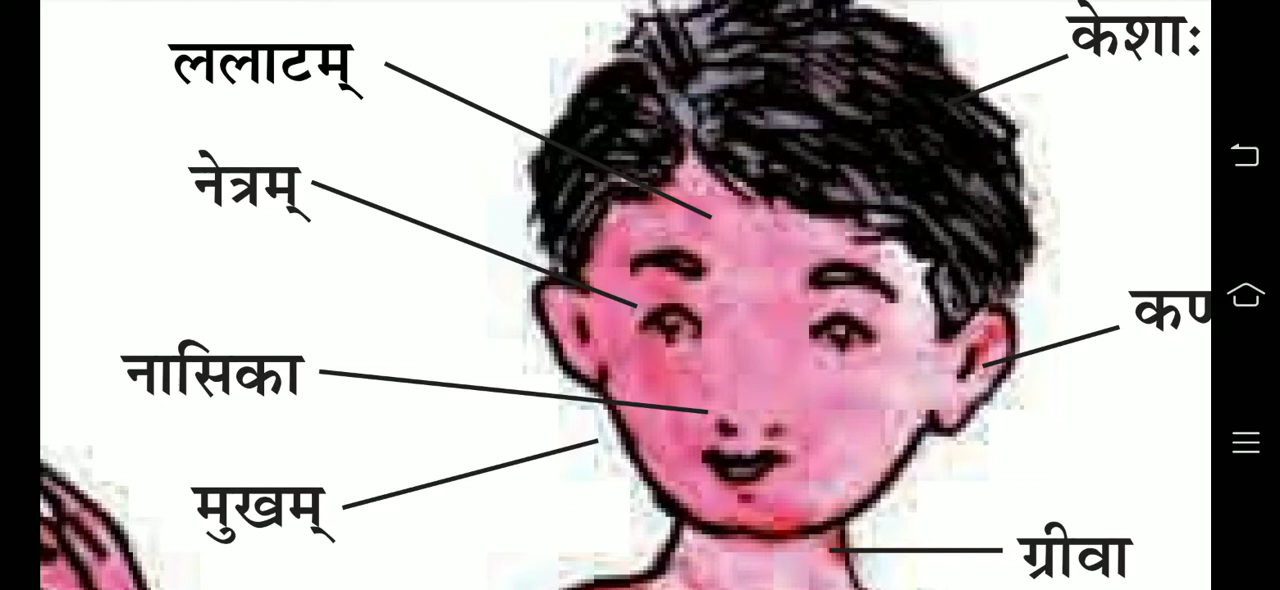 ललाटम्
केशाः
नेत्रम्
नासिका
मुखम्
ग्रीवा